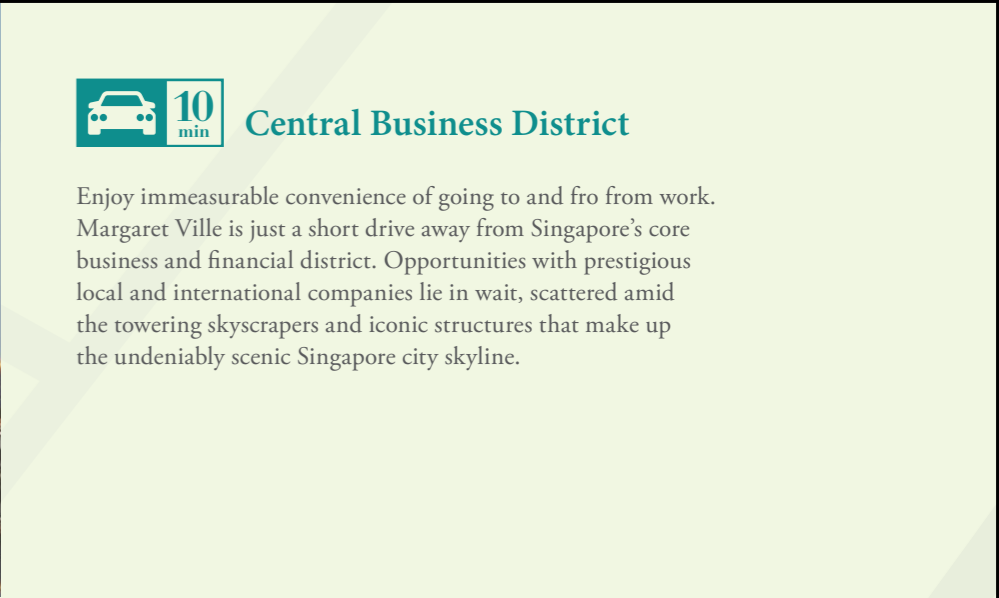 10
min
Central Business District
Enjoy immeasurable convenience of going to and fro from work.
Margaret Ville is just a short drive away from Singapore’s core
business and financial district. Opportunities with prestigious
local and international companies lie in wait, scattered amid
the towering skyscrapers and iconic structures that make up
the undeniably scenic Singapore city skyline.